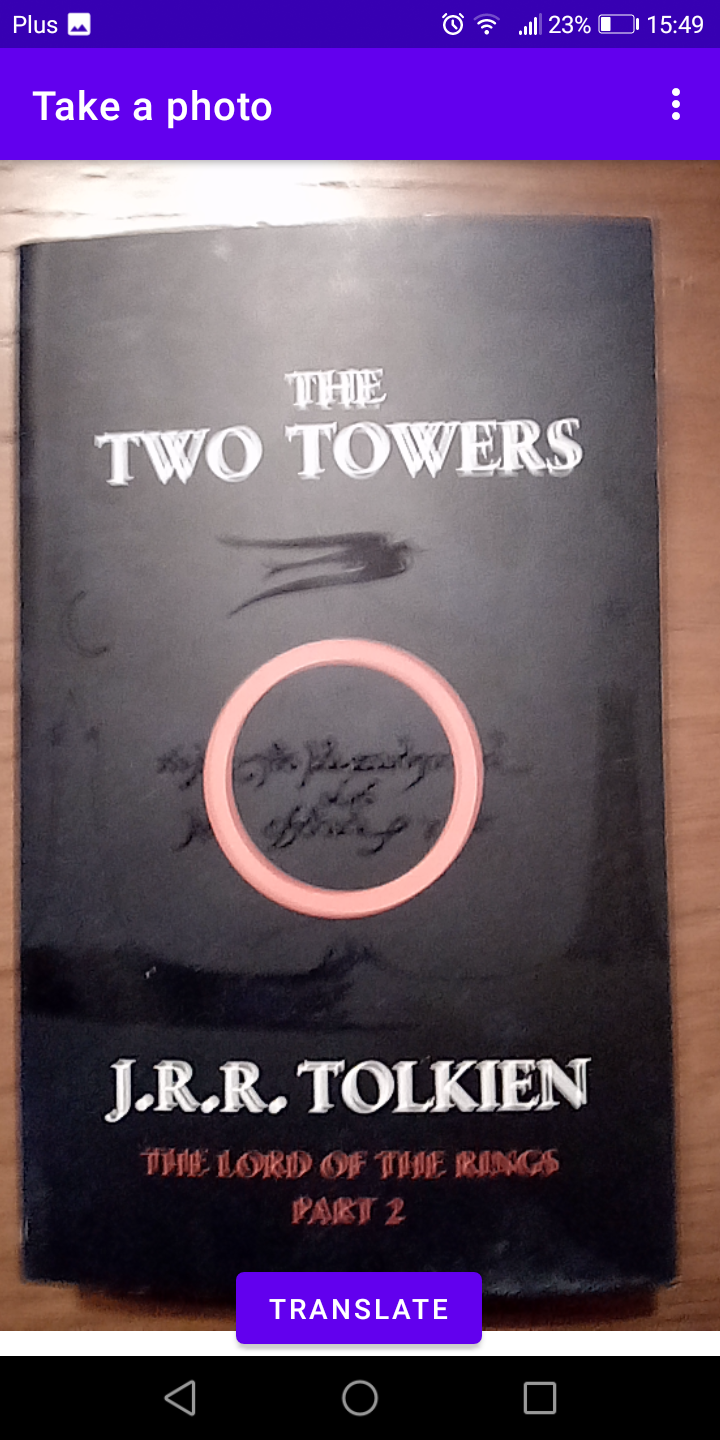 Plus 23% 15:49
Take a photo
THE
TWO TOWERS
J.R.R. TOLKIEN
THE LORD OF THE RINGS
PART 2
TRANSLATE